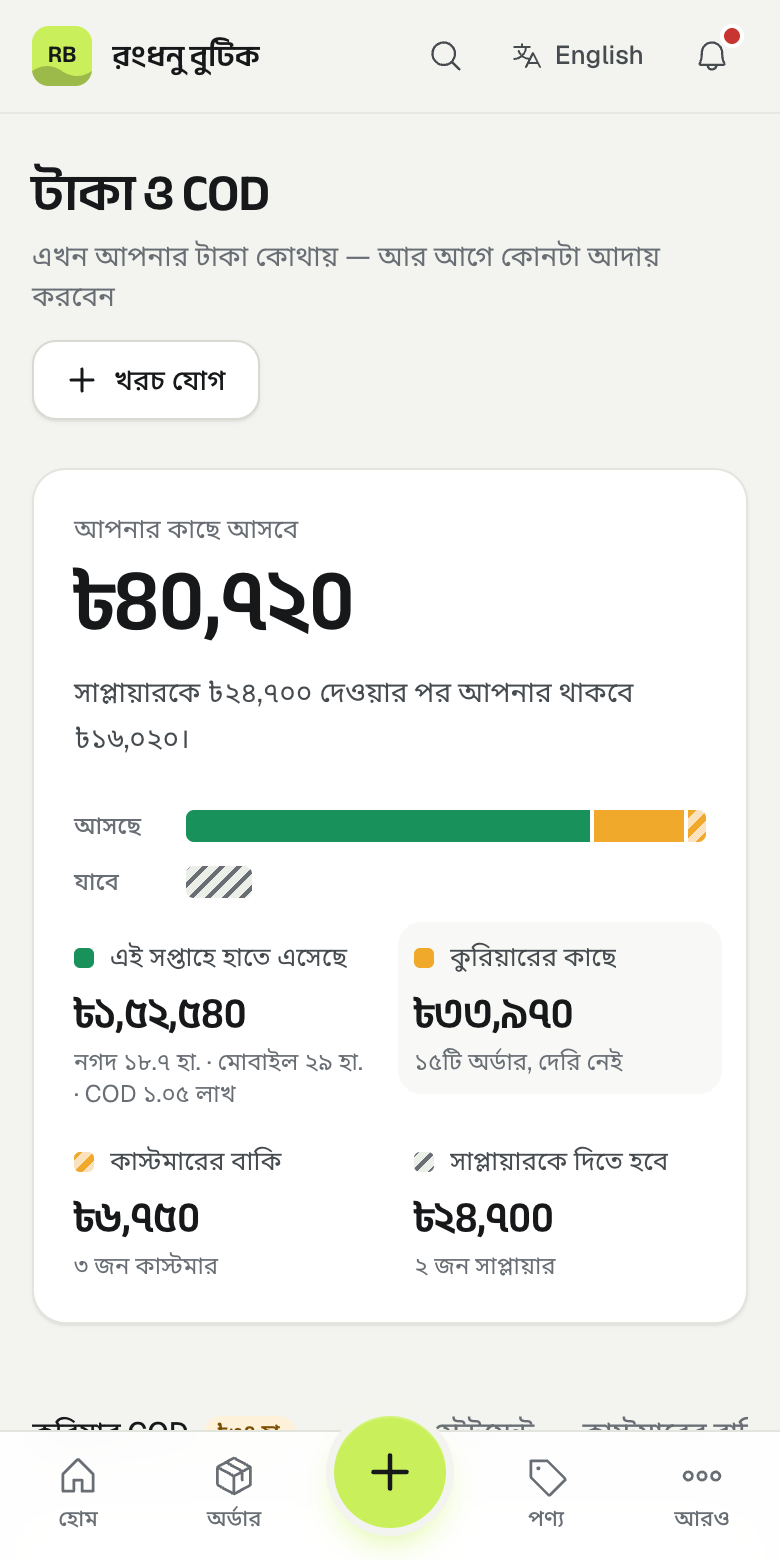 RB
রংধনু বুটিক
English
টাকা ও COD
এখন আপনার টাকা কোথায় — আর আগে কোনটা আদায়
করবেন
খরচ যোগ
আপনার কাছে আসবে
৳৪০,৭২০
সাপ্লায়ারকে ৳২৪,৭০০ দেওয়ার পর আপনার থাকবে
৳১৬,০২০।
আসছে
যাবে
এই সপ্তাহে হাতে এসেছে
৳১,৫২,৫৪০
নগদ ১৮.৭ হা. · মোবাইল ২৯ হা.
· COD ১.০৫ লাখ
কুরিয়ারের কাছে
৳৩৩,৯৭০
১৫টি অর্ডার, দেরি নেই
কাস্টমারের বাকি
৳৬,৭৫০
৩ জন কাস্টমার
সাপ্লায়ারকে দিতে হবে
৳২৪,৭০০
২ জন সাপ্লায়ার
কুরিয়ার COD
হোম
অর্ডার
পণ্য
আরও